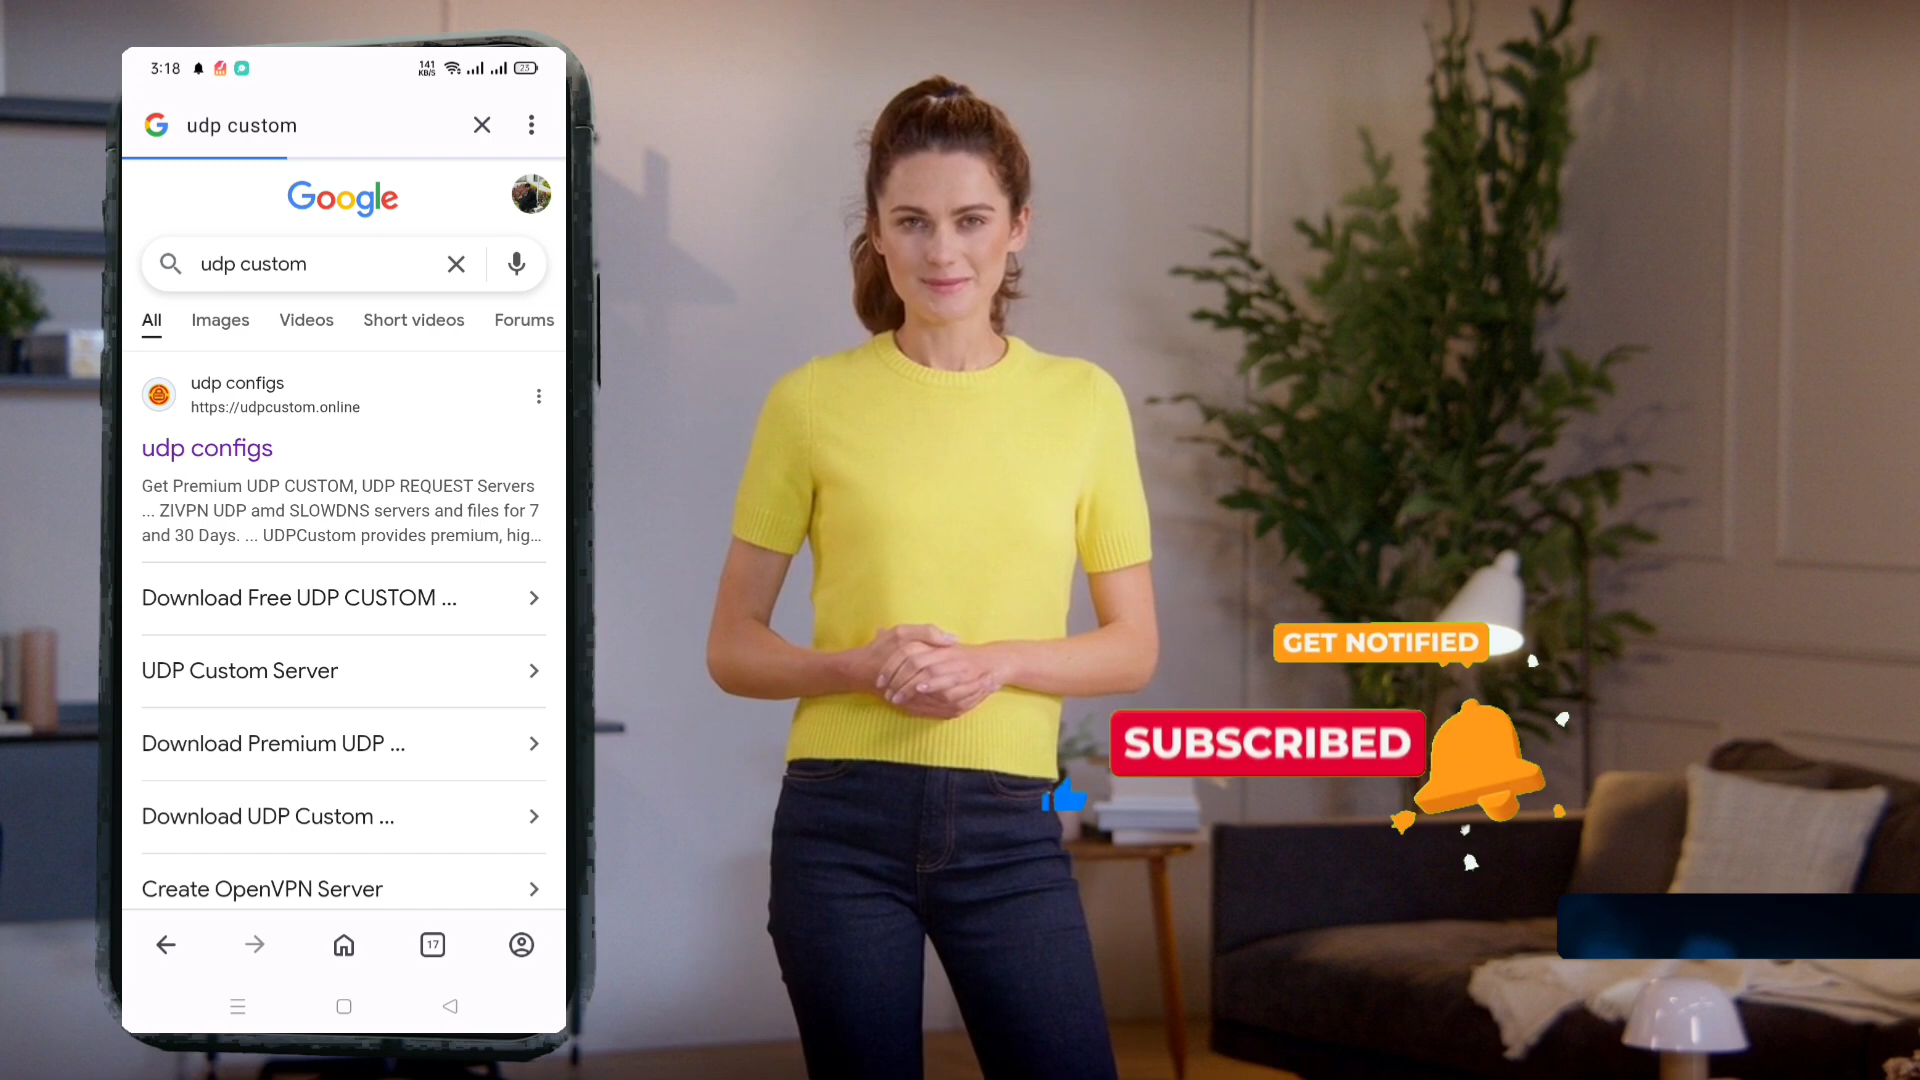 3:18
141
KB/S
23
udp custom
Google
udp custom
All Images Videos Short videos Forums
udp configs
https://udpcustom.online
udp configs
Get Premium UDP CUSTOM, UDP REQUEST Servers
... ZIVPN UDP amd SLOWDNS servers and files for 7
and 30 Days. ... UDPCustom provides premium, hig...
Download Free UDP CUSTOM ...
UDP Custom Server
Download Premium UDP ...
Download UDP Custom ...
Create OpenVPN Server
17
GET NOTIFIED
SUBSCRIBED